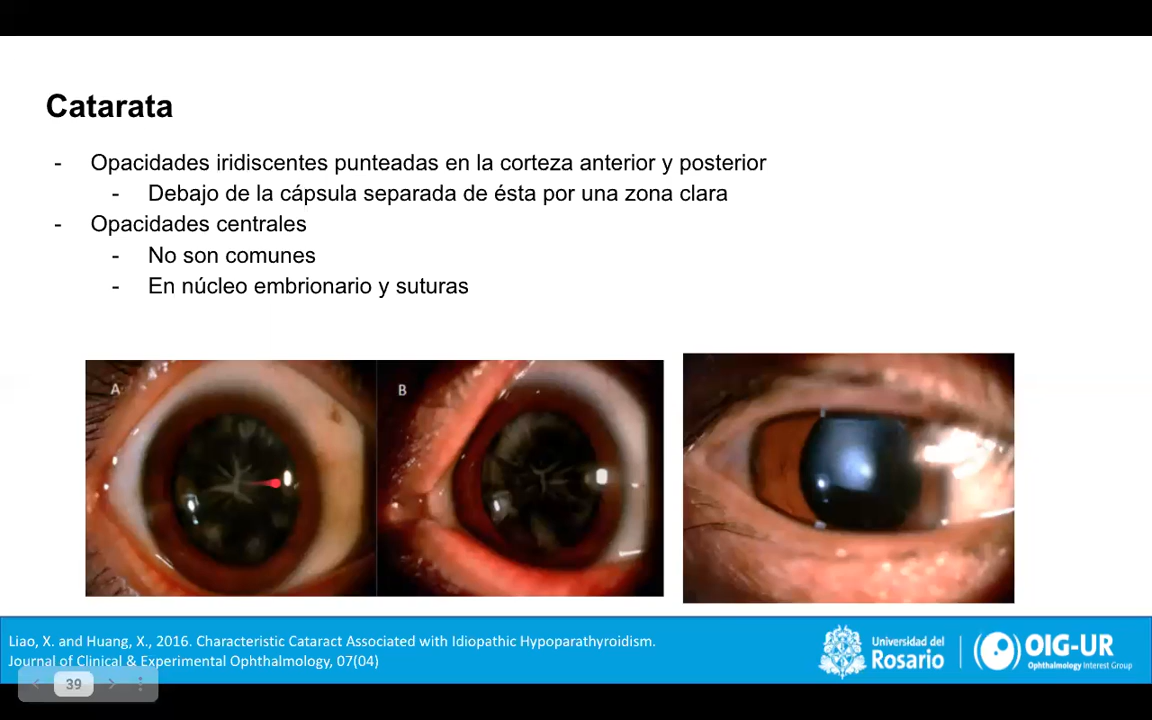 Catarata
- Opacidades iridiscentes punteadas en la corteza anterior y posterior
- Debajo de la cápsula separada de ésta por una zona clara
- Opacidades centrales
- No son comunes
- En núcleo embrionario y suturas
A
B
Liao, X. and Huang, X., 2016. Characteristic Cataract Associated with Idiopathic Hypoparathyroidism.
Journal of Clinical & Experimental Ophthalmology, 07(04)
Universidad del
Rosario
OIG-UR
Ophthalmology Interest Group
39